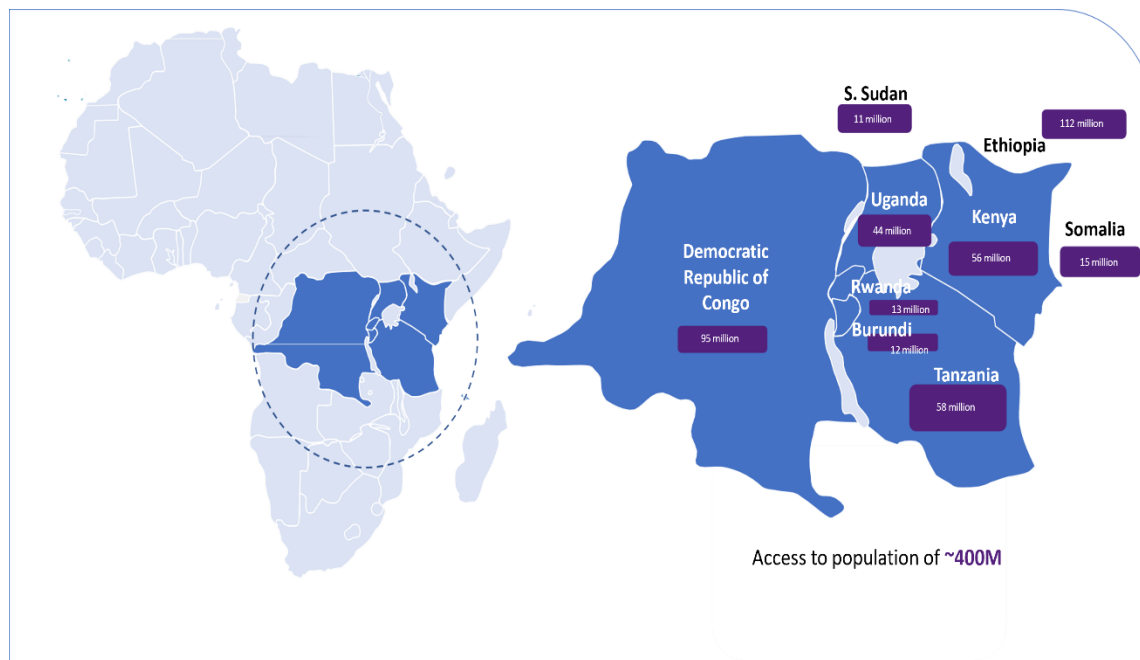 S. Sudan
11 million
112 million
Ethiopia
Uganda
44 million
Kenya
56 million
Somalia
15 million
Democratic
Republic of
Congo
95 million
Rwanda
13 million
Burundi
12 million
Tanzania
58 million
Access to population of ~400M